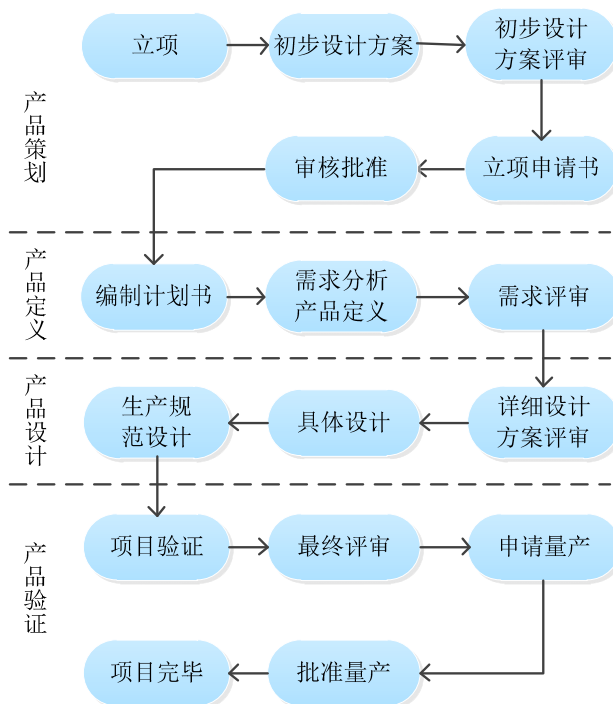 产品策划
立项
初步设计方案
初步设计
方案评审
审核批准
立项申请书
产品定义
编制计划书
需求分析
产品定义
需求评审
产品设计
生产规
范设计
具体设计
详细设计
方案评审
产品验证
项目验证
最终评审
申请量产
项目完毕
批准量产